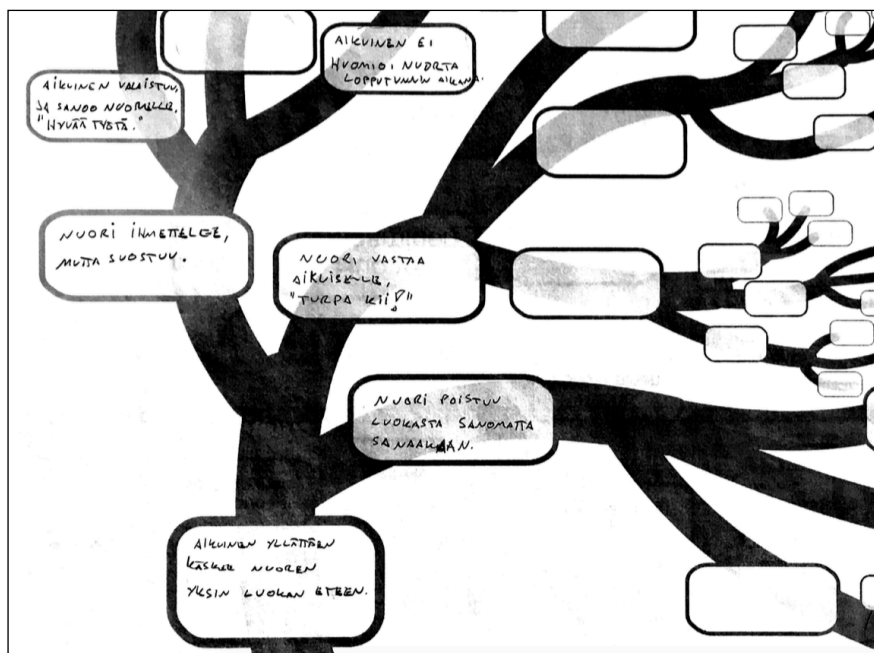 AIKUINEN EI
HUOMIOI NUORTA
LOPPUTUNNIN AIKANA.
AIKUINEN VALAISTUU,
JA SANOO NUORELLE,
"HYVÄÄ TYÖTÄ."
NUORI IHMETTELEE,
MUTTA SUOSTUU.
NUORI VASTAA
AIKUISELLE,
"TURPA KII!"
NUORI POISTUU
LUOKASTA SANOMATTA
SANAAKAAN.
AIKUINEN YLLÄTTÄEN
KÄSKEE NUOREN
YKSIN LUOKAN ETEEN.